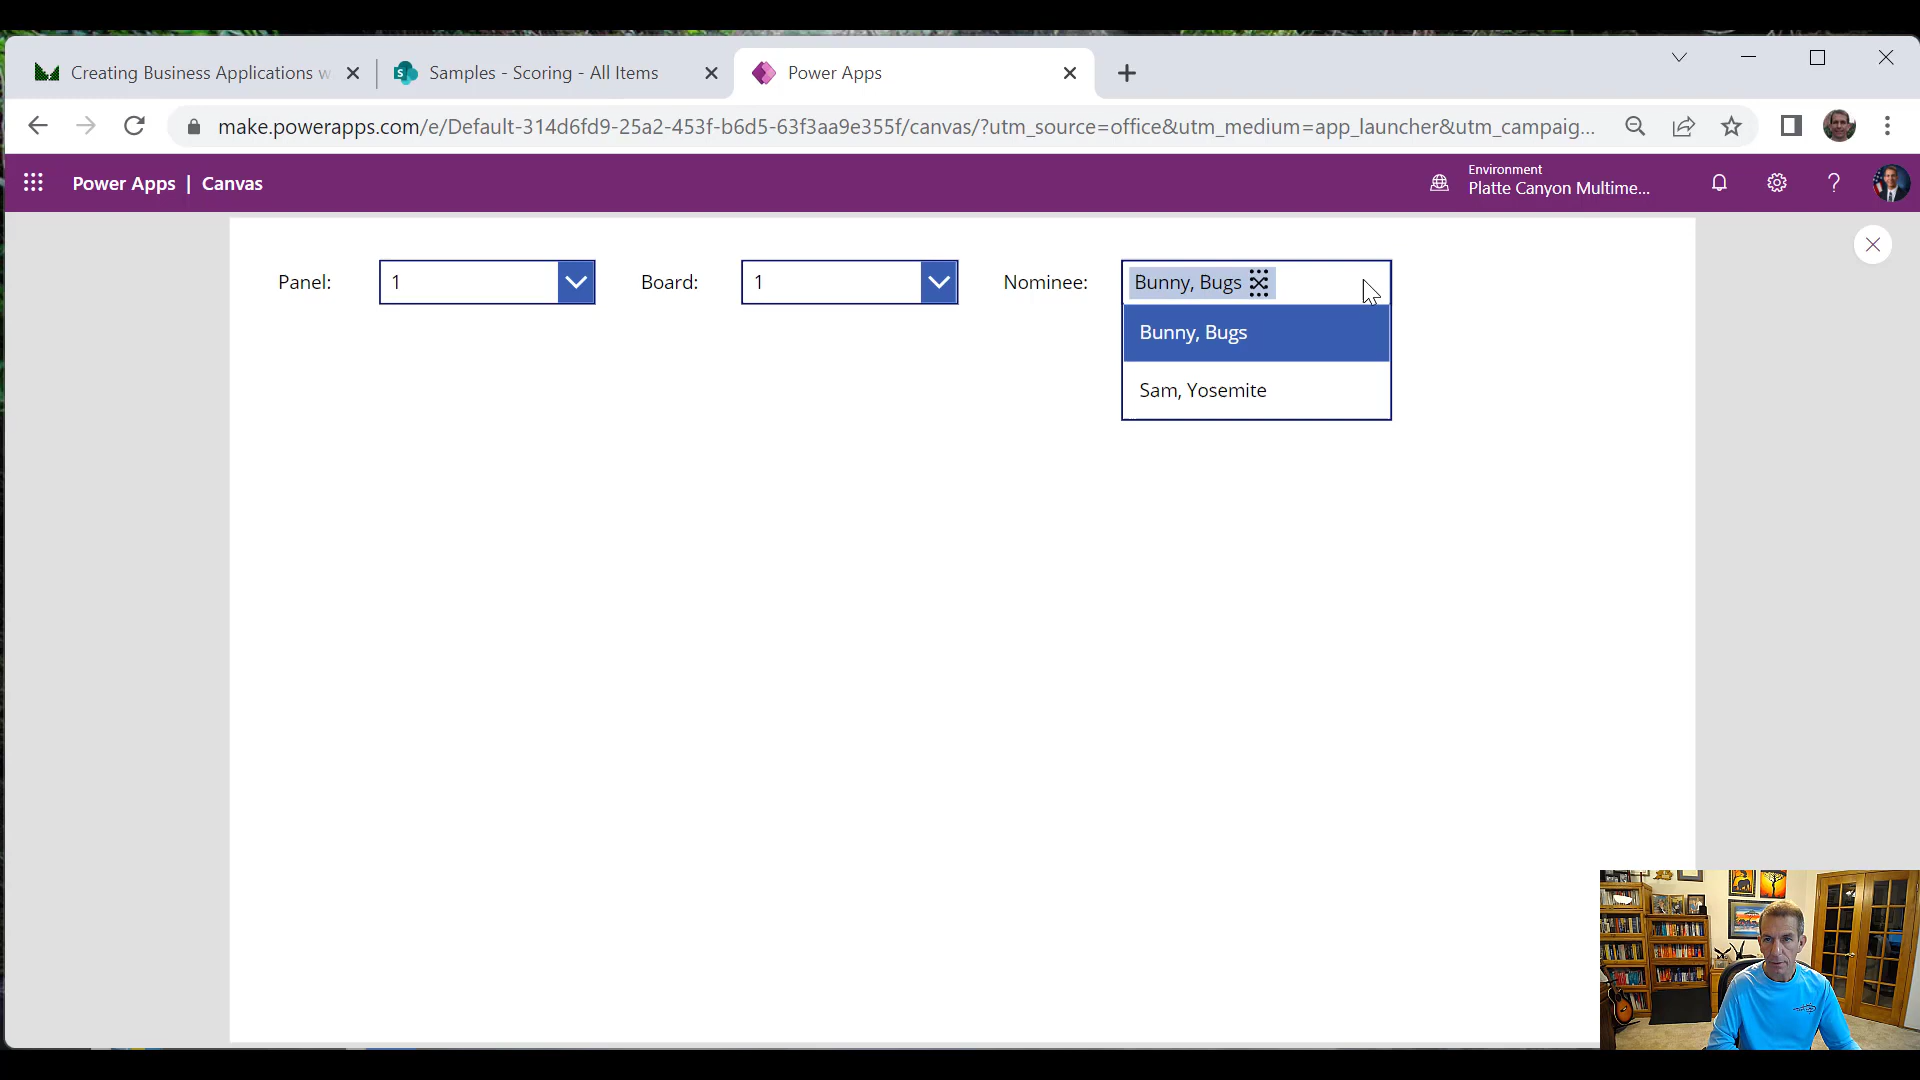 Creating Business Applications w
Samples - Scoring - All Items
Power Apps
make.powerapps.com/e/Default-314d6fd9-25a2-453f-b6d5-63f3aa9e355f/canvas/?utm_source=office&utm_medium=app_launcher&utm_campaig...
Power Apps | Canvas
Environment
Platte Canyon Multime...
Panel: 1 Board: 1 Nominee: Bunny, Bugs
Bunny, Bugs
Sam, Yosemite